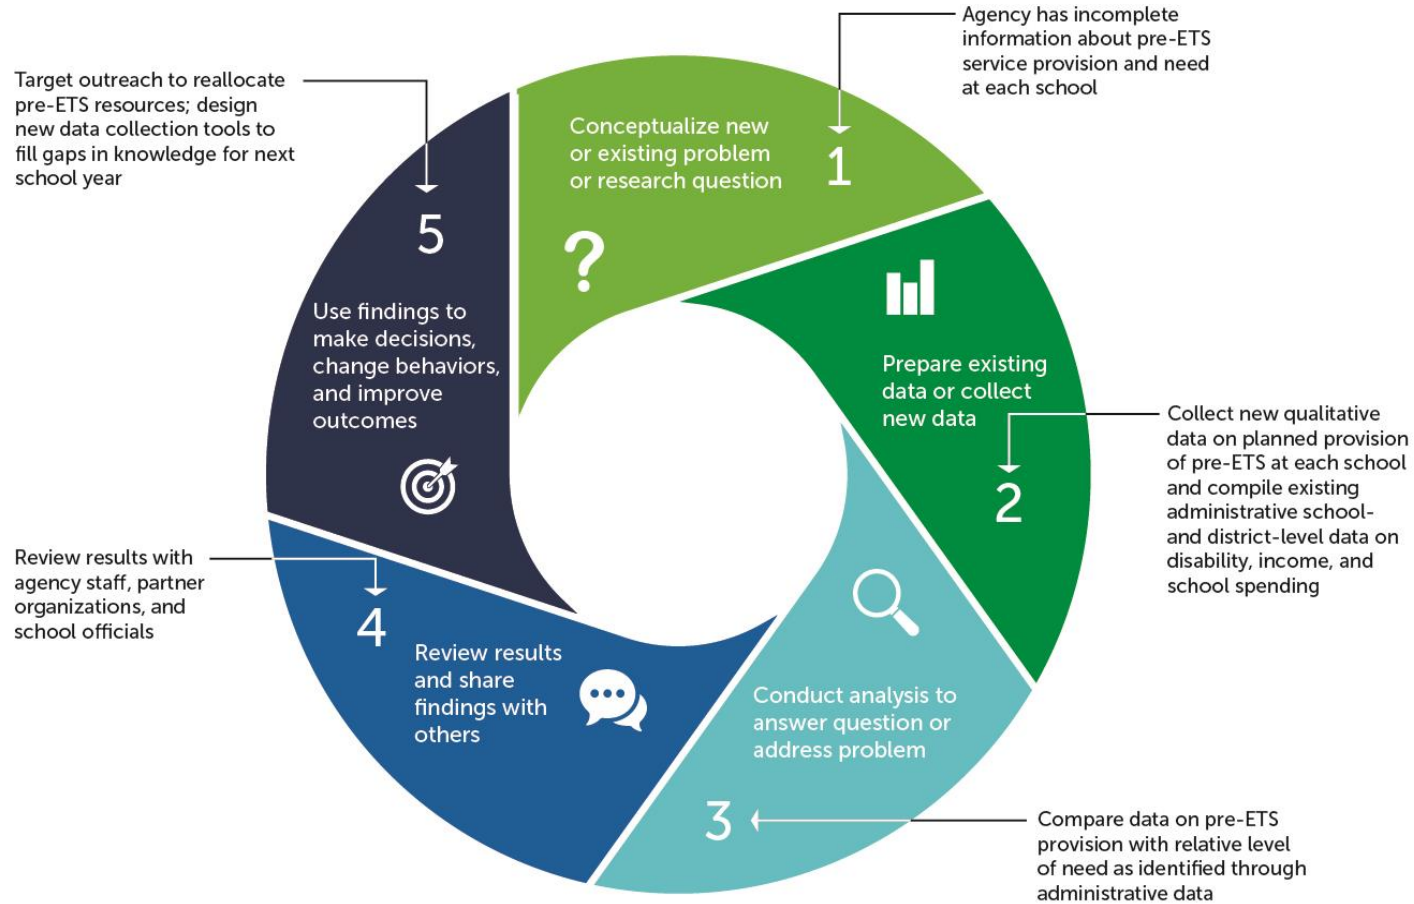 Agency has incomplete
information about pre-ETS
service provision and need
at each school
Conceptualize new
or existing problem
or research question
1
?
Prepare existing
data or collect
new data
2
Collect new qualitative
data on planned provision
of pre-ETS at each school
and compile existing
administrative school-
and district-level data on
disability, income, and
school spending
Conduct analysis to
answer question or
address problem
3
Compare data on pre-ETS
provision with relative level
of need as identified through
administrative data
Review results with
agency staff, partner
organizations, and
school officials
4
Review results
and share
findings with
others
Target outreach to reallocate
pre-ETS resources; design
new data collection tools to
fill gaps in knowledge for next
school year
5
Use findings to
make decisions,
change behaviors,
and improve
outcomes